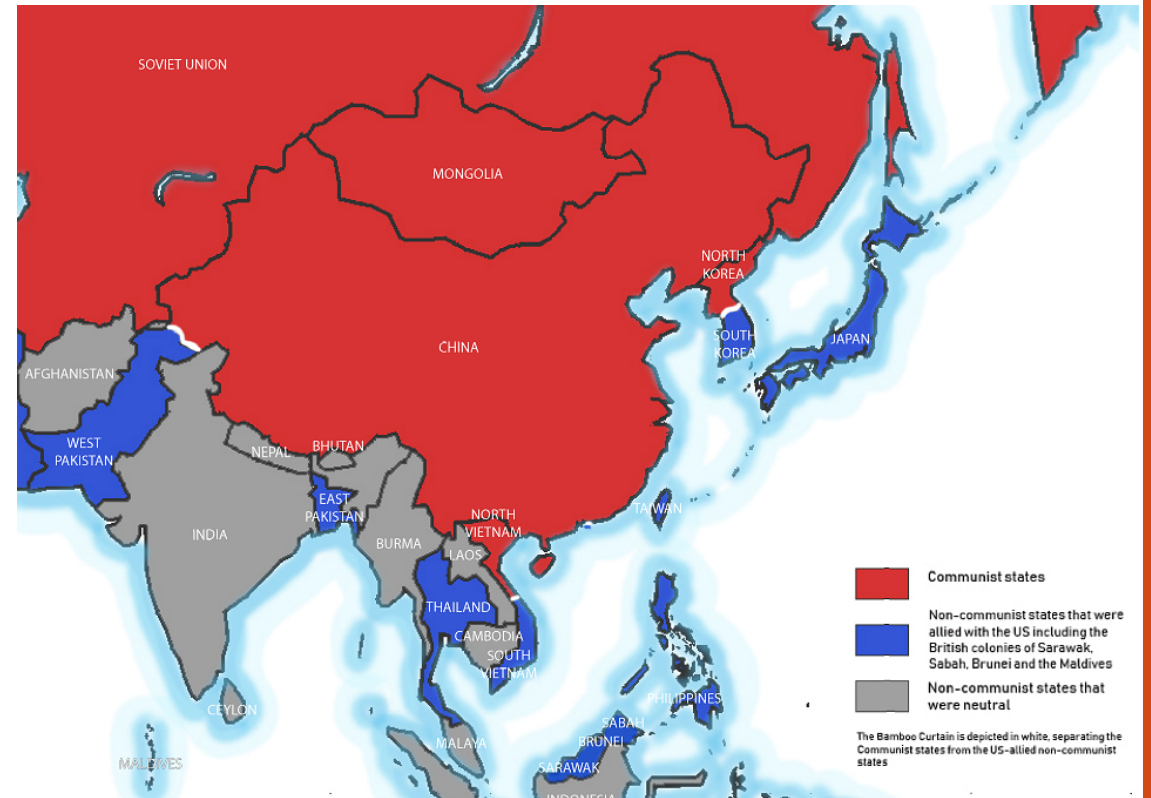 SOVIET UNION
MONGOLIA
NORTH
KOREA
CHINA
SOUTH
KOREA
JAPAN
AFGHANISTAN
WEST
PAKISTAN
NEPAL
BHUTAN
EAST
PAKISTAN
INDIA
BURMA
NORTH
VIETNAM
LAOS
TAIWAN
THAILAND
CAMBODIA
SOUTH
VIETNAM
CEYLON
PHILIPPINES
MALDIVES
MALAYA
SABAH
BRUNEI
SARAWAK
INDONESIA
Communist states
Non-communist states that were
allied with the US including the
British colonies of Sarawak,
Sabah, Brunei and the Maldives
Non-communist states that
were neutral
The Bamboo Curtain is depicted in white, separating the
Communist states from the US-allied non-communist
states